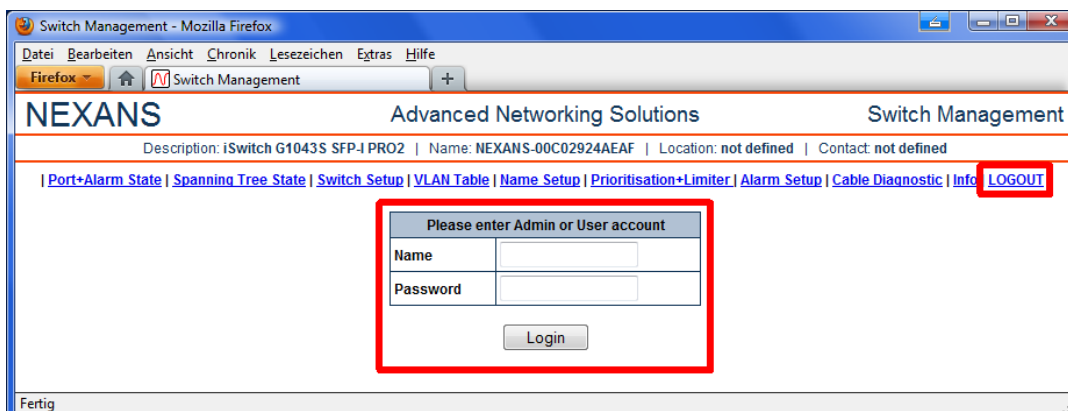 Switch Management - Mozilla Firefox
Datei Bearbeiten Ansicht Chronik Lesezeichen Extras Hilfe
Firefox Switch Management +
NEXANS Advanced Networking Solutions Switch Management
Description: iSwitch G1043S SFP-I PRO2 | Name: NEXANS-00C02924AEAF | Location: not defined | Contact: not defined
| Port+Alarm State | Spanning Tree State | Switch Setup | VLAN Table | Name Setup | Prioritisation+Limiter | Alarm Setup | Cable Diagnostic | Info LOGOUT
Please enter Admin or User account
Name
Password
Login
Fertig